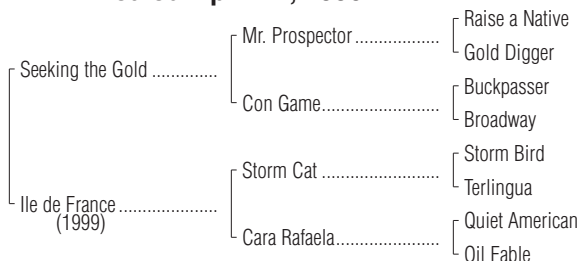 Raise a Native
Mr. Prospector ...................
Gold Digger
Seeking the Gold ..............
Buckpasser
Con Game..........................
Broadway
Storm Bird
Storm Cat ..........................
Terlingua
Ile de France .....................
(1999)
Quiet American
Cara Rafaela.......................
Oil Fable